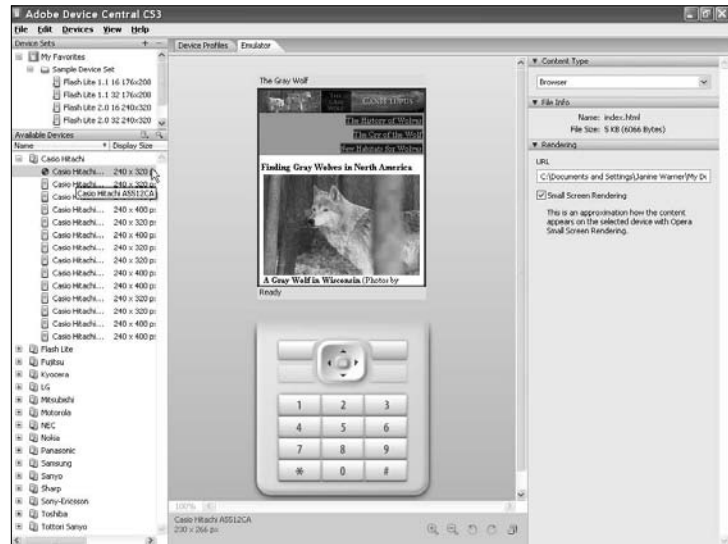 Adobe Device Central CS3
File Edit Devices View Help
Device Sets
My Favorites
Sample Device Set
Flash Lite 1.1 16 176x208
Flash Lite 1.1 32 176x208
Flash Lite 2.0 16 240x320
Flash Lite 2.0 32 240x320
Available Devices
Name Display Size
Casio Hitachi
Casio Hitachi... 240 x 320 p
Casio Hitachi A5512CA
Casio Hitachi... 240 x 400 p
Casio Hitachi... 240 x 400 p
Casio Hitachi... 240 x 320 p
Casio Hitachi... 240 x 320 p
Casio Hitachi... 240 x 320 p
Casio Hitachi... 240 x 400 p
Casio Hitachi... 240 x 400 p
Casio Hitachi... 240 x 320 p
Casio Hitachi... 240 x 320 p
Casio Hitachi... 240 x 400 p
Casio Hitachi... 240 x 320 p
Casio Hitachi... 240 x 400 p
Flash Lite
Fujitsu
Kyocera
LG
Mitsubishi
Motorola
NEC
Nokia
Panasonic
Samsung
Sanyo
Sharp
Sony-Ericsson
Toshiba
Tottori Sanyo
Device Profiles Emulator
The Gray Wolf
CANIS LUPUS
The History of Wolves
The Cry of the Wolf
New Habitats for Wolves
Finding Gray Wolves in North America
A Gray Wolf in Wisconsin (Photos by
Ready
1 2 3
4 5 6
7 8 9
* 0 #
100%
Casio Hitachi A5512CA
230 x 266 px
Content Type
Browser
File Info
Name: index.html
File Size: 5 KB (6066 Bytes)
Rendering
URL
C:\Documents and Settings\Janine Warner\My Dc
Small Screen Rendering
This is an approximation how the content
appears on the selected device with Opera
Small Screen Rendering.